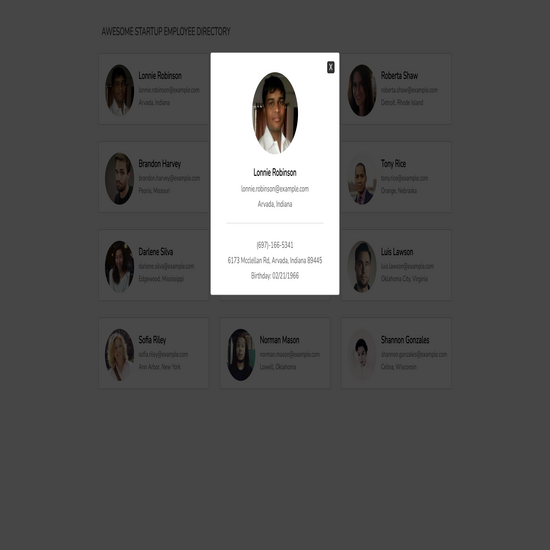 AWESOME STARTUP EMPLOYEE DIRECTORY
X
Lonnie Robinson
lonnie.robinson@example.com
Arvada, Indiana
(697)-166-5341
6173 Mcclellan Rd, Arvada, Indiana 89445
Birthday: 02/21/1966
Lonnie Robinson
lonnie.robinson@example.com
Arvada, Indiana
Roberta Shaw
roberta.shaw@example.com
Detroit, Rhode Island
Brandon Harvey
brandon.harvey@example.com
Peoria, Missouri
Tony Rice
tony.rice@example.com
Orange, Nebraska
Darlene Silva
darlene.silva@example.com
Edgewood, Mississippi
Luis Lawson
luis.lawson@example.com
Oklahoma City, Virginia
Sofia Riley
sofia.riley@example.com
Ann Arbor, New York
Norman Mason
norman.mason@example.com
Lowell, Oklahoma
Shannon Gonzales
shannon.gonzales@example.com
Celina, Wisconsin